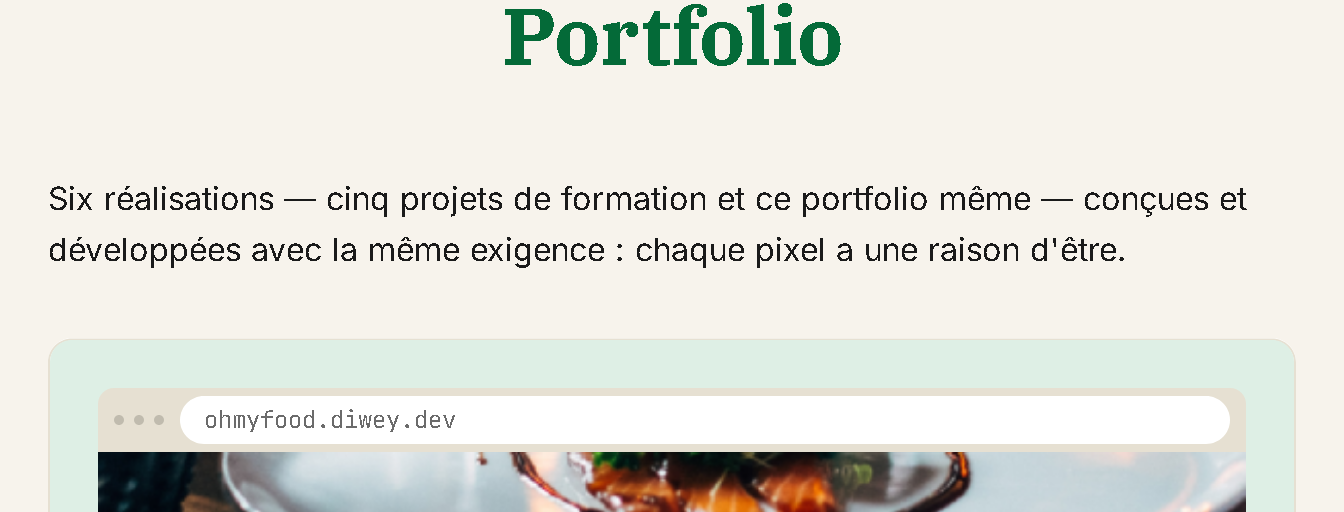 Portfolio
Six réalisations — cinq projets de formation et ce portfolio même — conçues et
développées avec la même exigence : chaque pixel a une raison d'être.
ohmyfood.diwey.dev